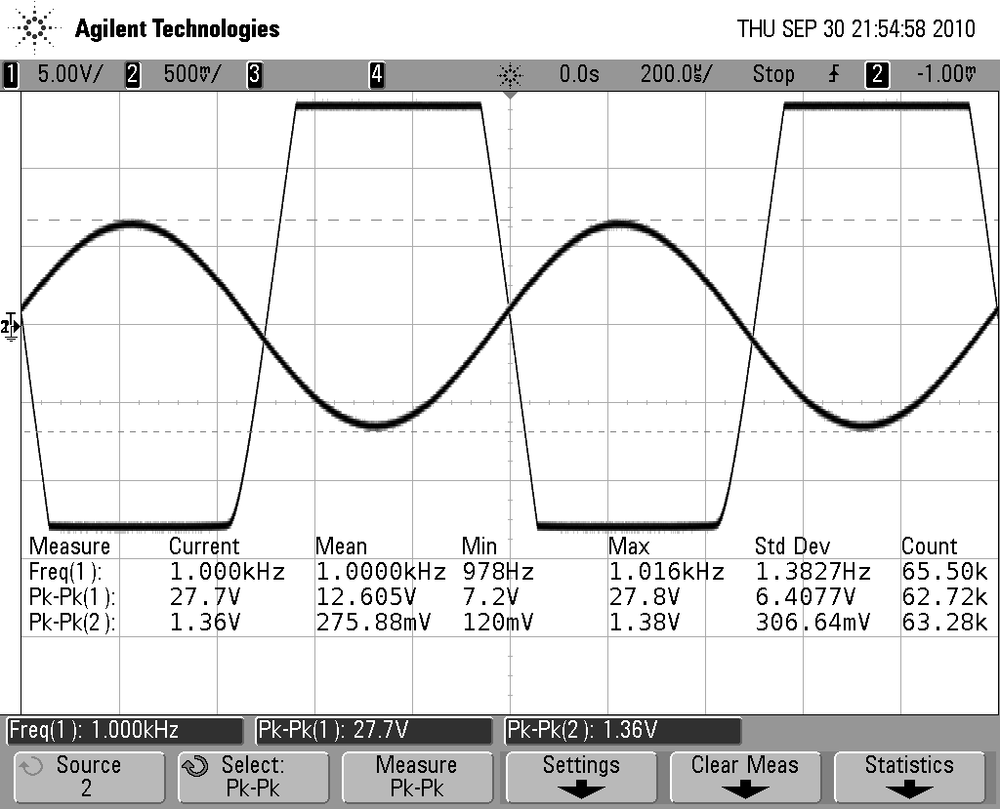 Agilent Technologies THU SEP 30 21:54:58 2010
1 5.00V/ 2 500mV/ 3 4 0.0s 200.0µs/ Stop 2 -1.00mV
Measure Current Mean Min Max Std Dev Count
Freq(1): 1.000kHz 1.0000kHz 978Hz 1.016kHz 1.3827Hz 65.50k
Pk-Pk(1): 27.7V 12.605V 7.2V 27.8V 6.4077V 62.72k
Pk-Pk(2): 1.36V 275.88mV 120mV 1.38V 306.64mV 63.28k
Freq(1): 1.000kHz Pk-Pk(1): 27.7V Pk-Pk(2): 1.36V
Source Select: Measure Settings Clear Meas Statistics
2 Pk-Pk Pk-Pk